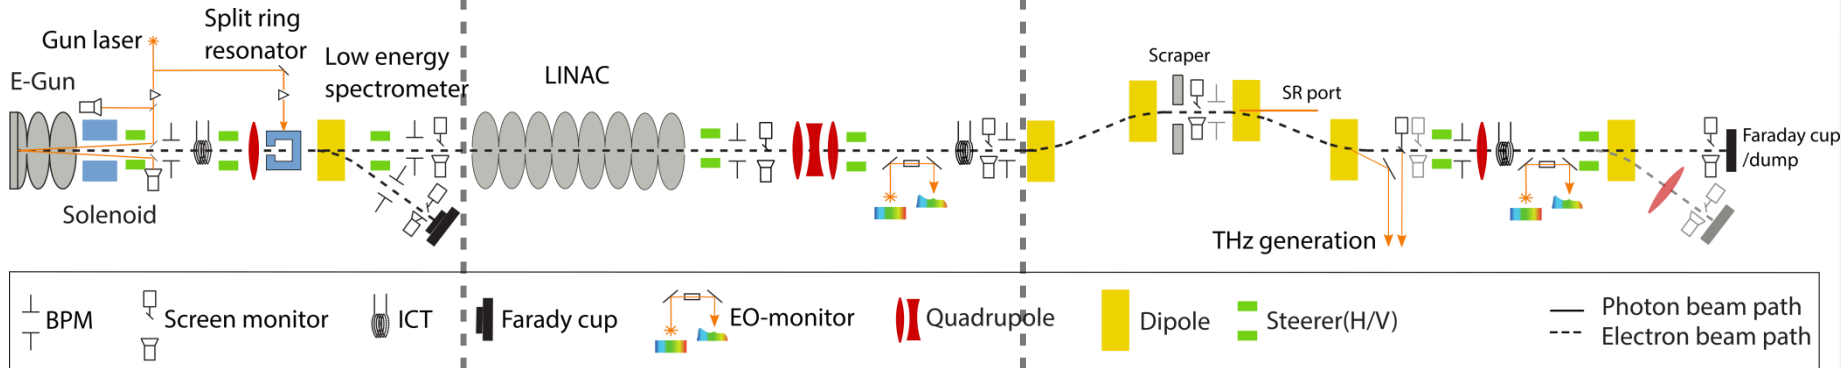 Split ring
resonator
Gun laser
Low energy
spectrometer
E-Gun
LINAC
Scraper
SR port
Faraday cup
/dump
Solenoid
THz generation
BPM
Screen monitor
ICT
Farady cup
EO-monitor
Quadrupole
Dipole
Steerer(H/V)
Photon beam path
Electron beam path